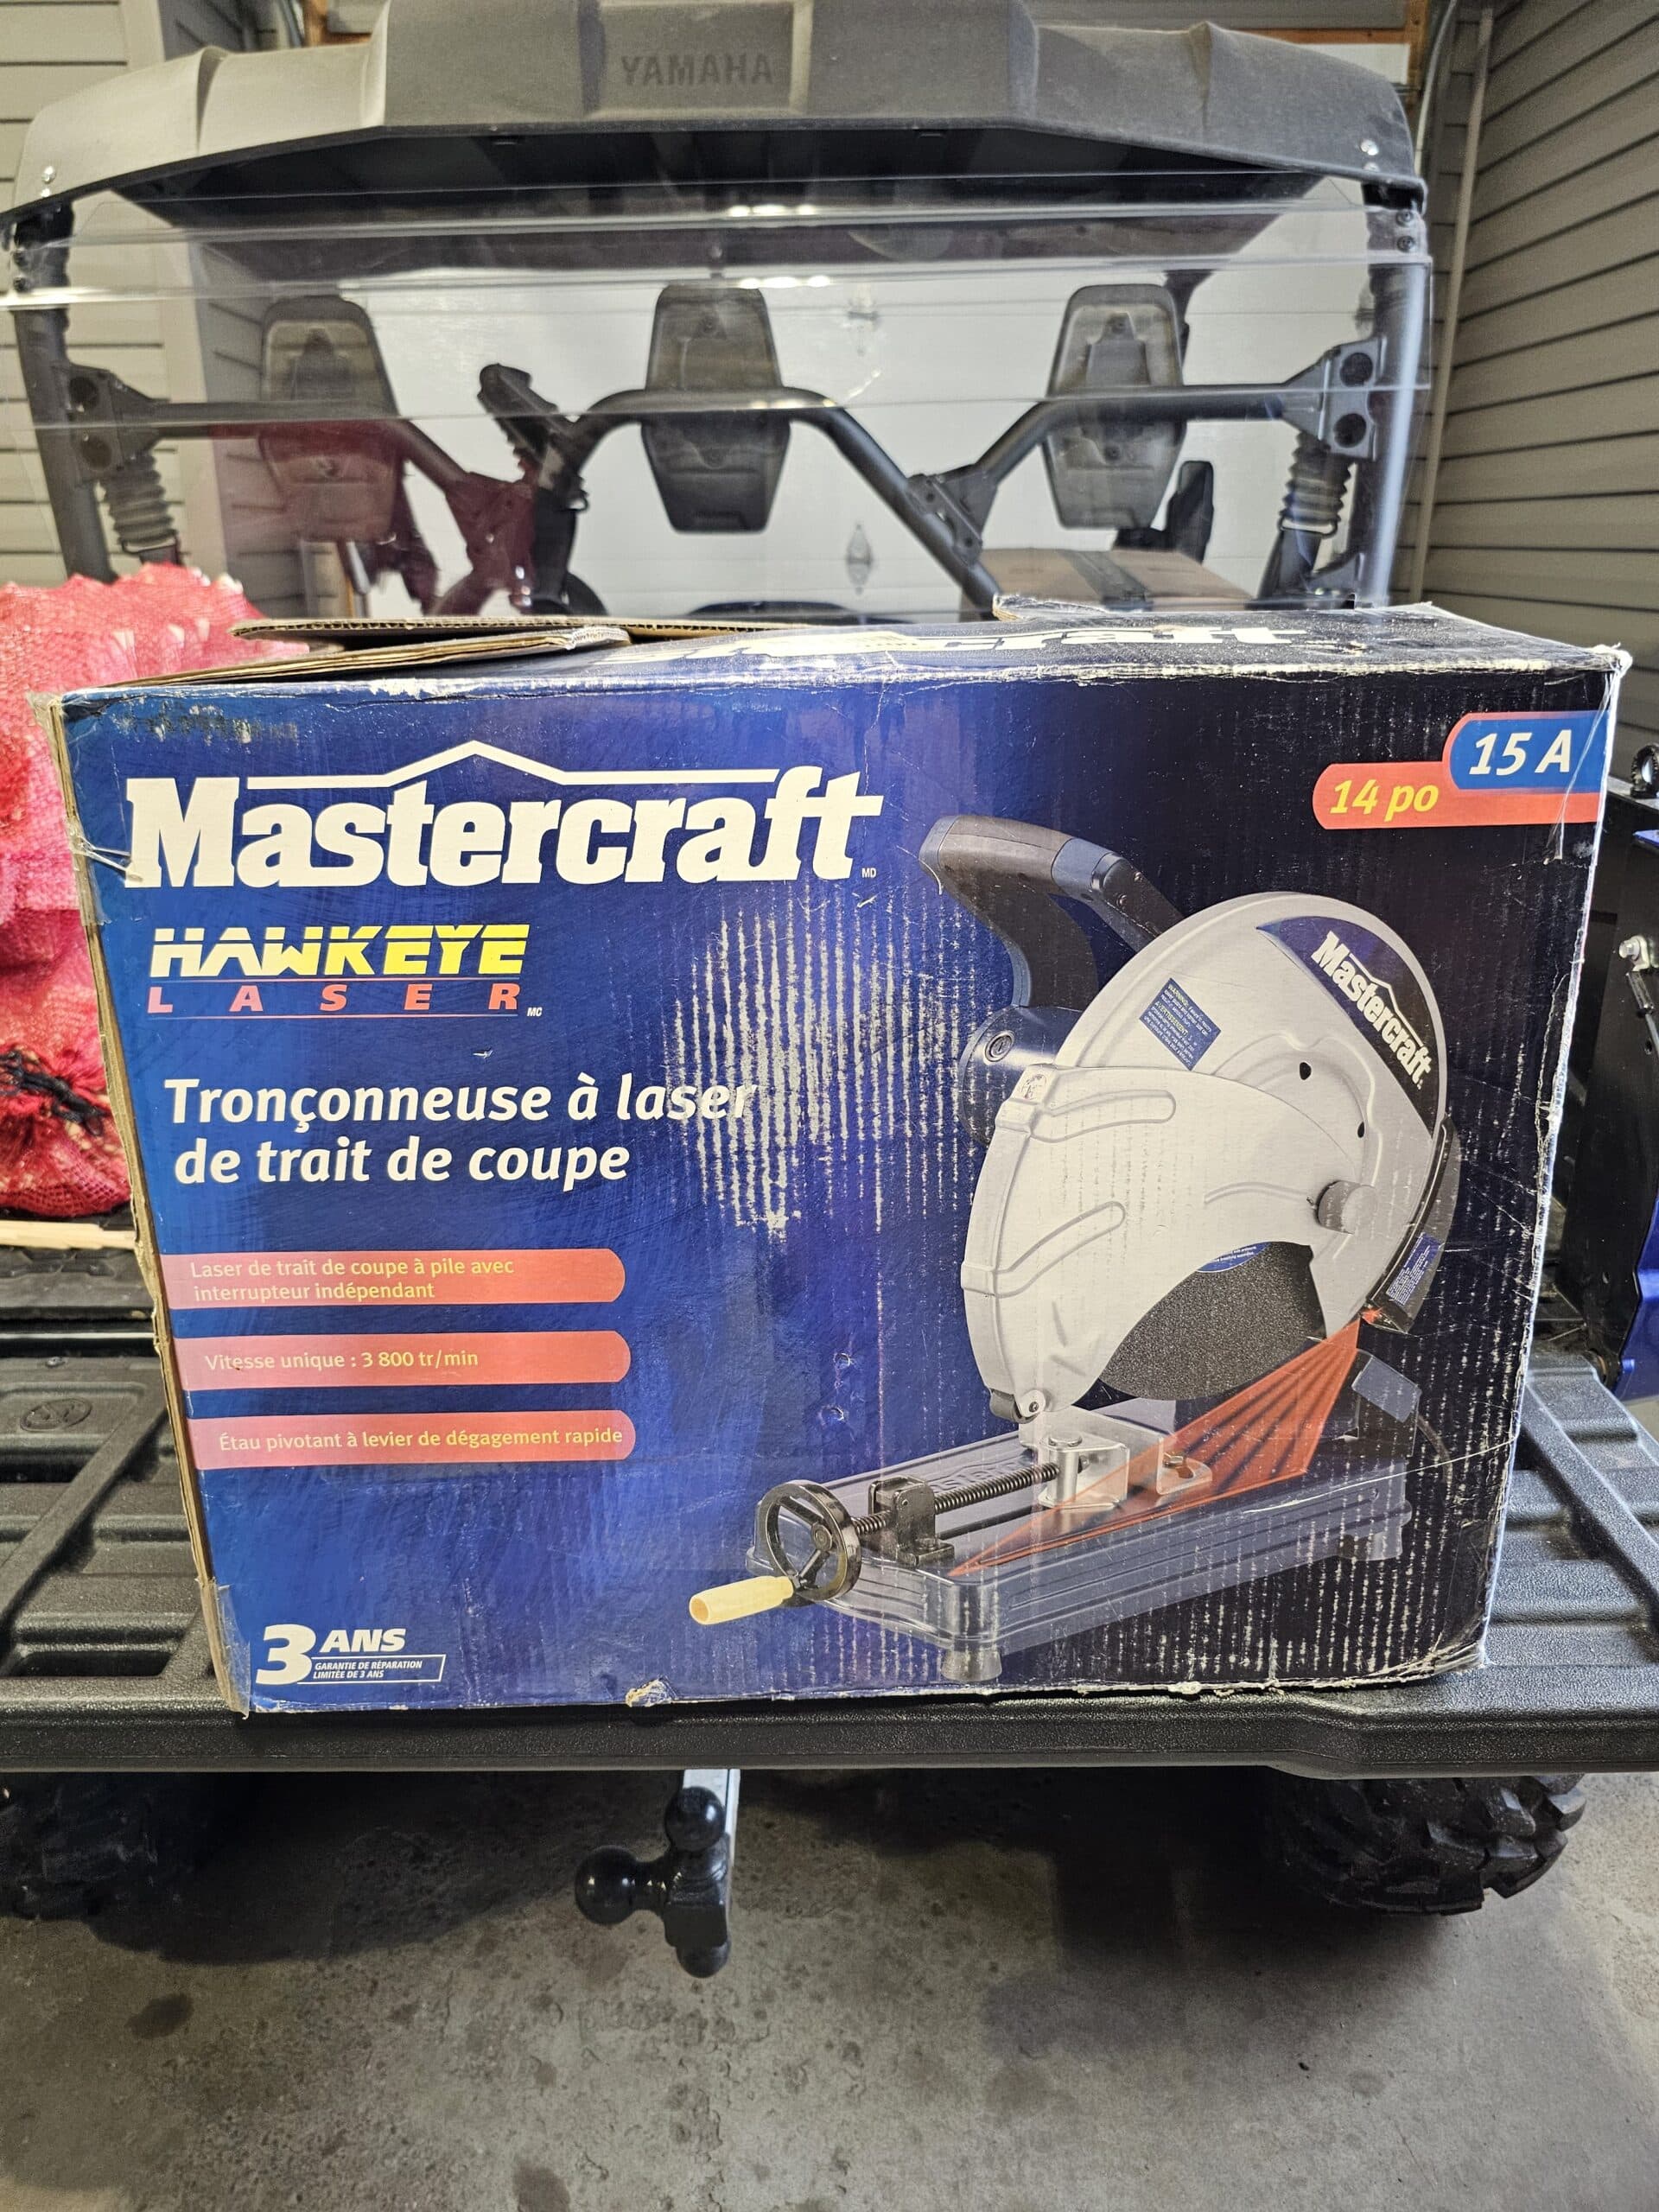 YAMAHA
Mastercraft MD
15 A
14 po
HAWKEYE
LASER MC
Mastercraft
Tronçonneuse à laser
de trait de coupe
Laser de trait de coupe à pile avec
interrupteur indépendant
Vitesse unique : 3 800 tr/min
Étau pivotant à levier de dégagement rapide
3 ANS
GARANTIE DE RÉPARATION
LIMITÉE DE 3 ANS